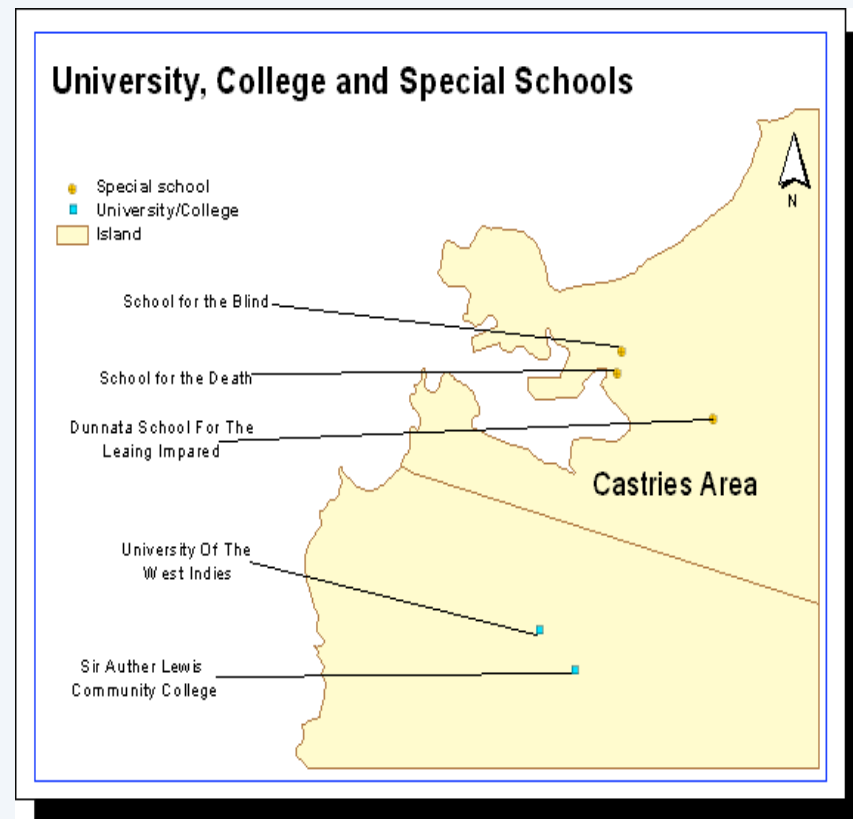 University, College and Special Schools
N
Special school
University/College
Island
School for the Blind
School for the Death
Dunnata School For The
Leaing Impared
Castries Area
University Of The
West Indies
Sir Auther Lewis
Community College